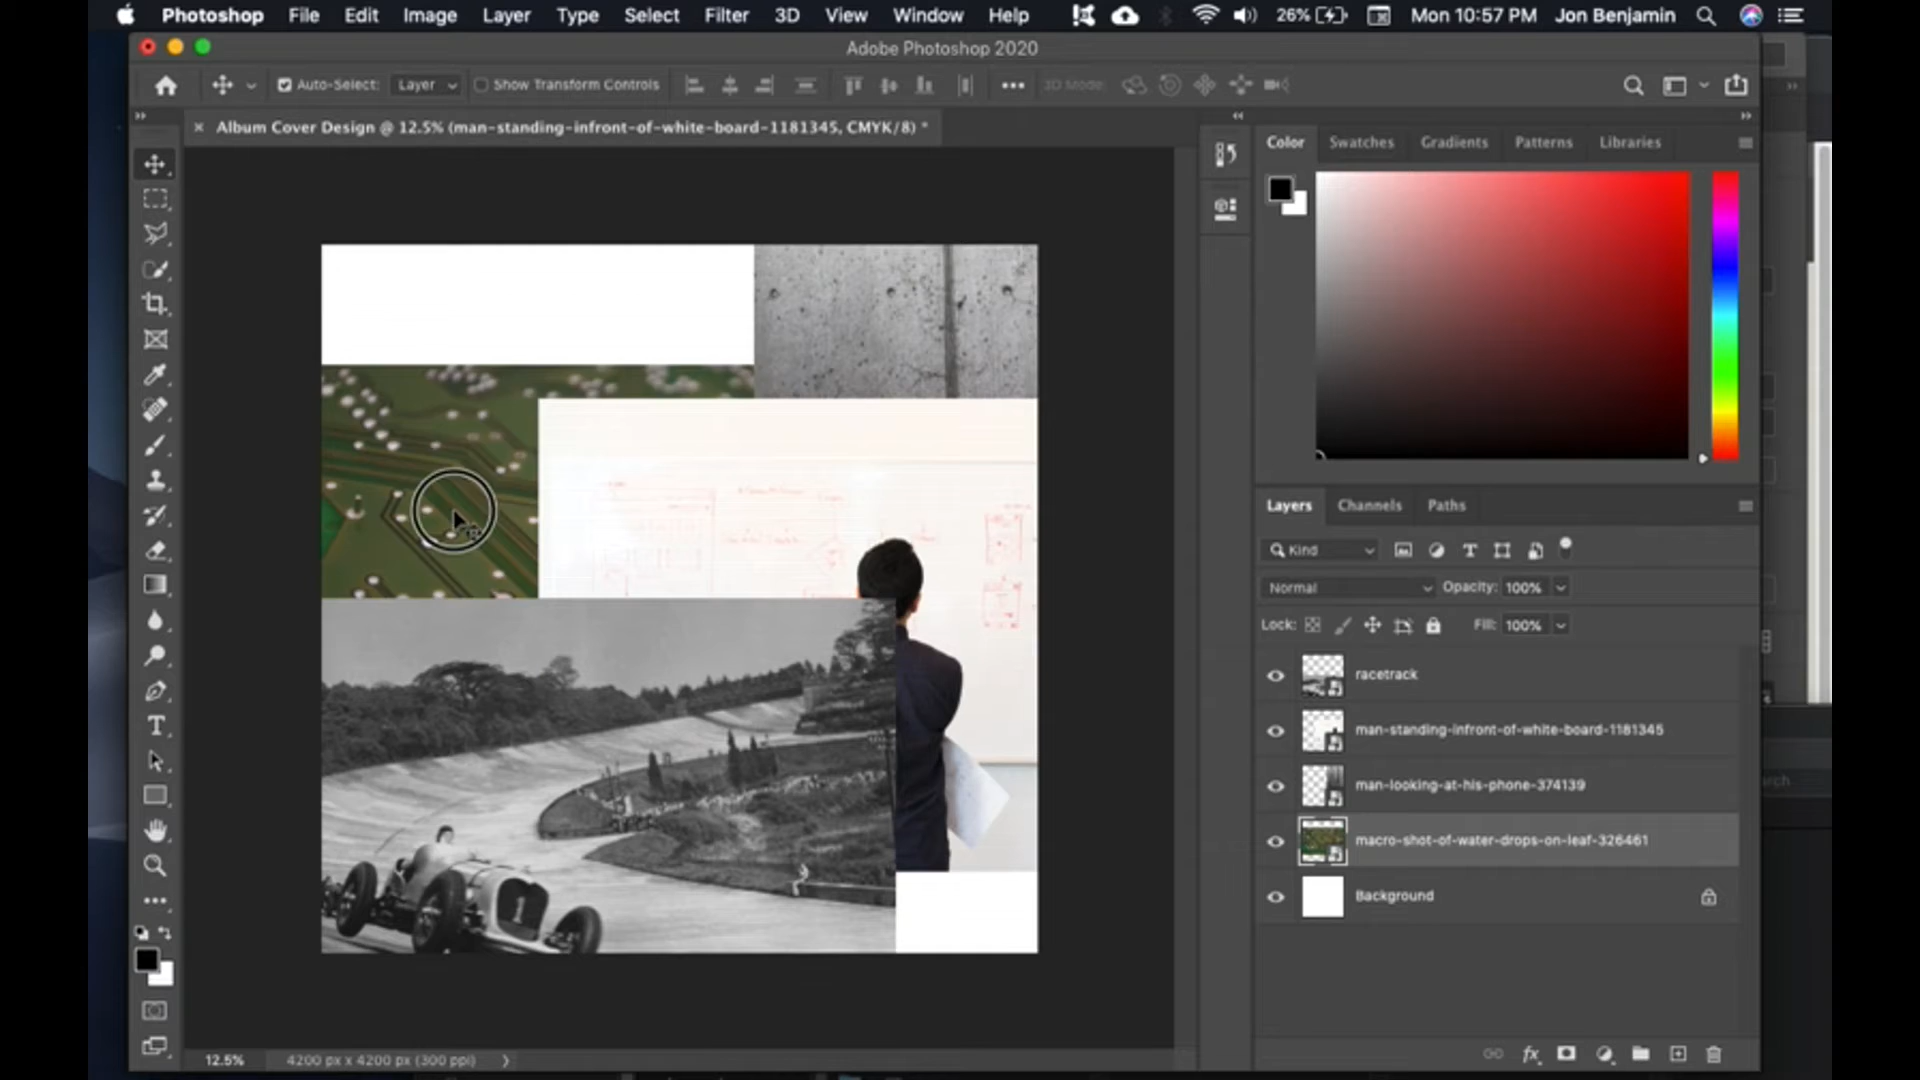 Photoshop File Edit Image Layer Type Select Filter 3D View Window Help 26% Mon 10:57 PM Jon Benjamin
Adobe Photoshop 2020
Auto-Select: Layer Show Transform Controls 3D Mode:
Album Cover Design @ 12.5% (man-standing-infront-of-white-board-1181345, CMYK/8) *
Color Swatches Gradients Patterns Libraries
Layers Channels Paths
Kind
Normal Opacity: 100%
Lock: Fill: 100%
racetrack
man-standing-infront-of-white-board-1181345
man-looking-at-his-phone-374139
macro-shot-of-water-drops-on-leaf-326461
Background
1
12.5% 4200 px x 4200 px (300 ppi)